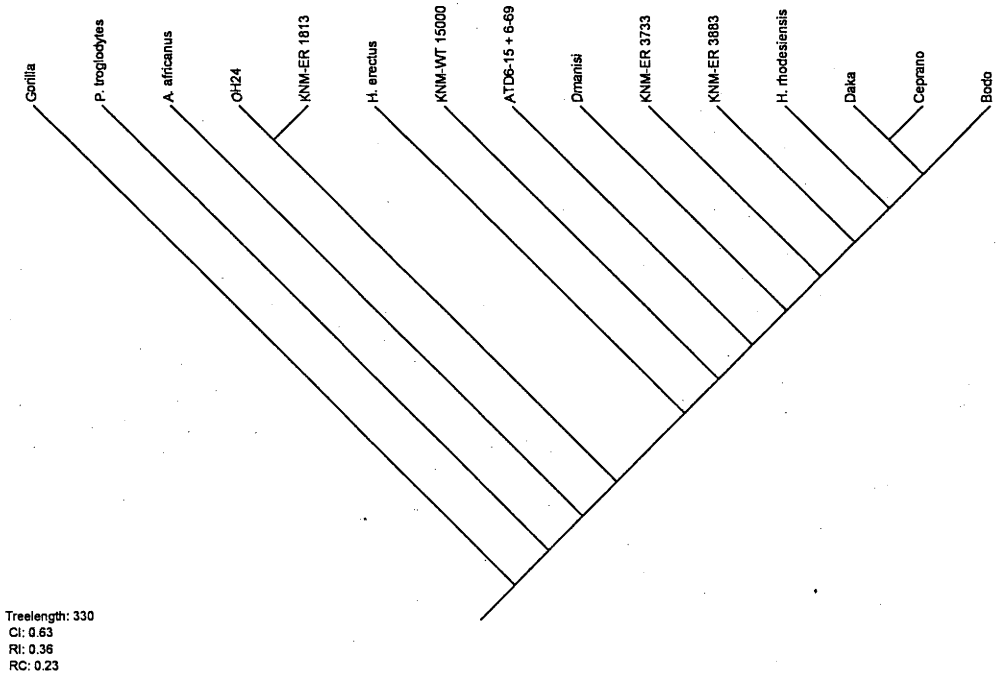 Gorilla
P. troglodytes
A. africanus
OH24
KNM-ER 1813
H. erectus
KNM-WT 15000
ATD6-15 + 6-69
Dmanisi
KNM-ER 3733
KNM-ER 3883
H. rhodesiensis
Daka
Ceprano
Bodo
Treelength: 330
CI: 0.63
RI: 0.36
RC: 0.23